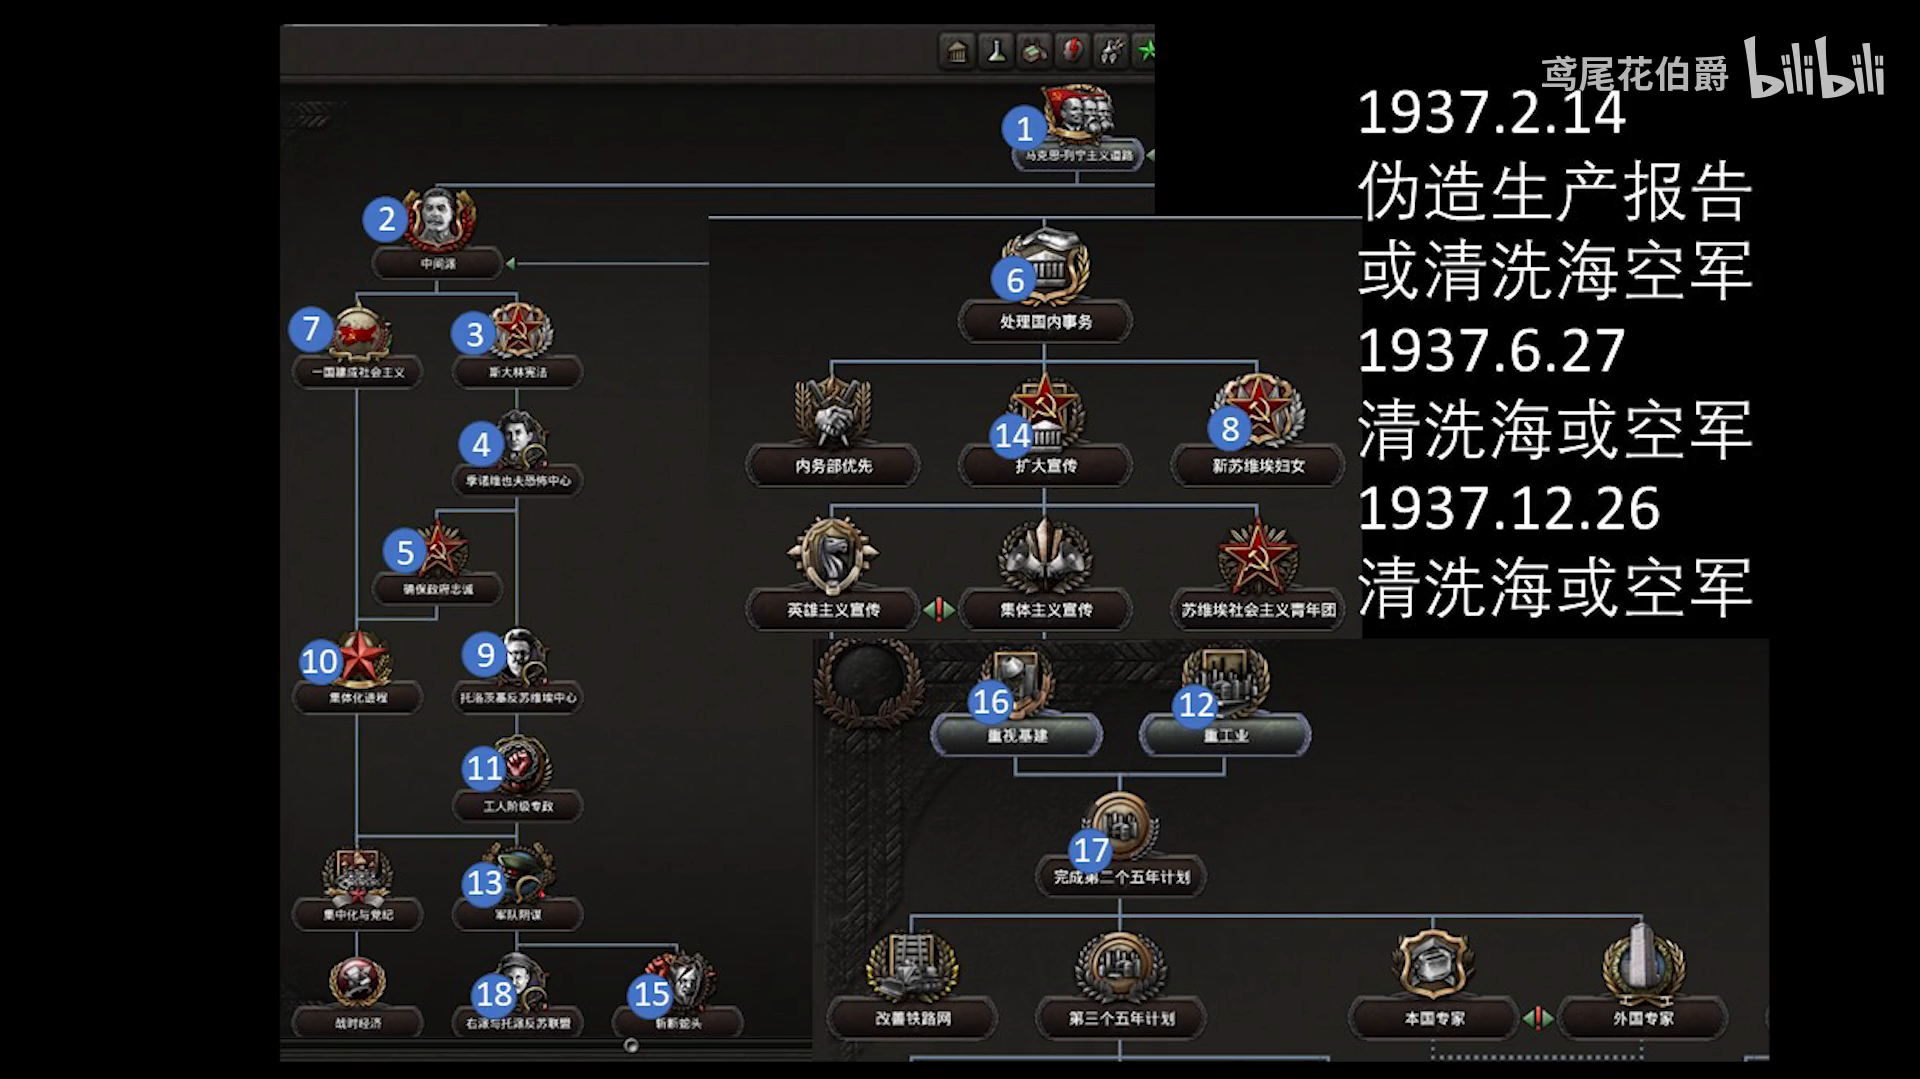 鸢尾花伯爵 bilibili
1937.2.14
伪造生产报告
或清洗海空军
1937.6.27
清洗海或空军
1937.12.26
清洗海或空军
1
马克思-列宁主义道路
2
中间派
7
一国建成社会主义
3
斯大林宪法
4
季诺维也夫恐怖中心
5
确保政府忠诚
10
集体化进程
9
托洛茨基反苏维埃中心
11
工人阶级专政
集中化与党纪
13
军队阴谋
战时经济
18
右派与托派反苏联盟
15
斩断蛇头
6
处理国内事务
内务部优先
14
扩大宣传
8
新苏维埃妇女
英雄主义宣传
集体主义宣传
苏维埃社会主义青年团
16
重视基建
12
重工业
17
完成第二个五年计划
改善铁路网
第三个五年计划
本国专家
外国专家